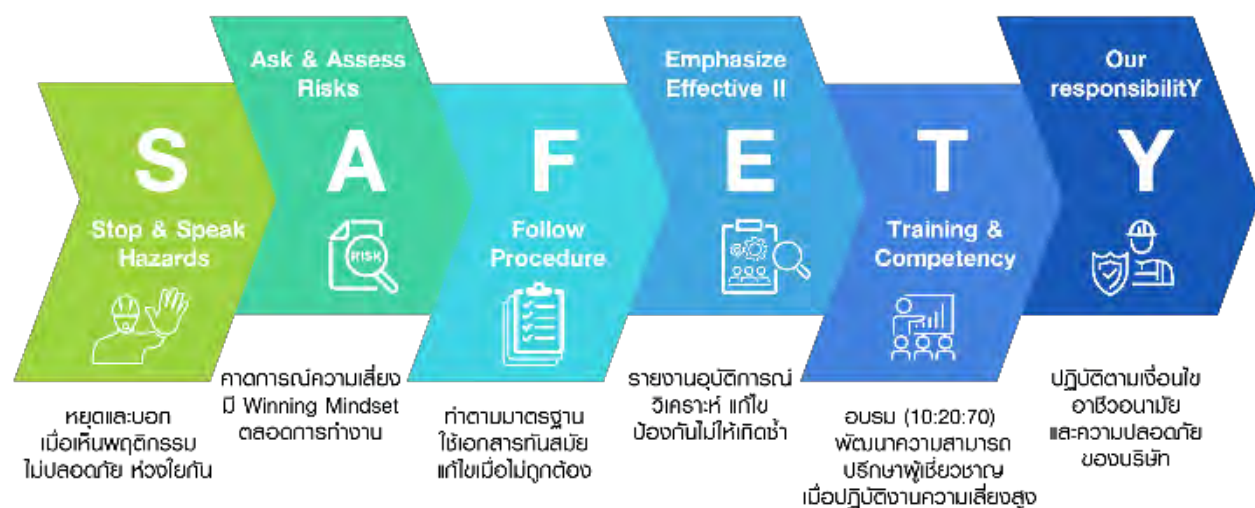 S
Stop & Speak
Hazards
หยุดและบอก
เมื่อเห็นพฤติกรรม
ไม่ปลอดภัย ห่วงใยกัน
Ask & Assess
Risks
A
RISK
คาดการณ์ความเสี่ยง
มี Winning Mindset
ตลอดการทำงาน
F
Follow
Procedure
ทำตามมาตรฐาน
ใช้เอกสารทันสมัย
แก้ไขเมื่อไม่ถูกต้อง
Emphasize
Effective II
E
รายงานอุบัติการณ์
วิเคราะห์ แก้ไข
ป้องกันไม่ให้เกิดซ้ำ
T
Training &
Competency
อบรม (10:20:70)
พัฒนาความสามารถ
ปรึกษาผู้เชี่ยวชาญ
เมื่อปฏิบัติงานความเสี่ยงสูง
Our
responsibilitY
Y
ปฏิบัติตามเงื่อนไข
อาชีวอนามัย
และความปลอดภัย
ของบริษัท